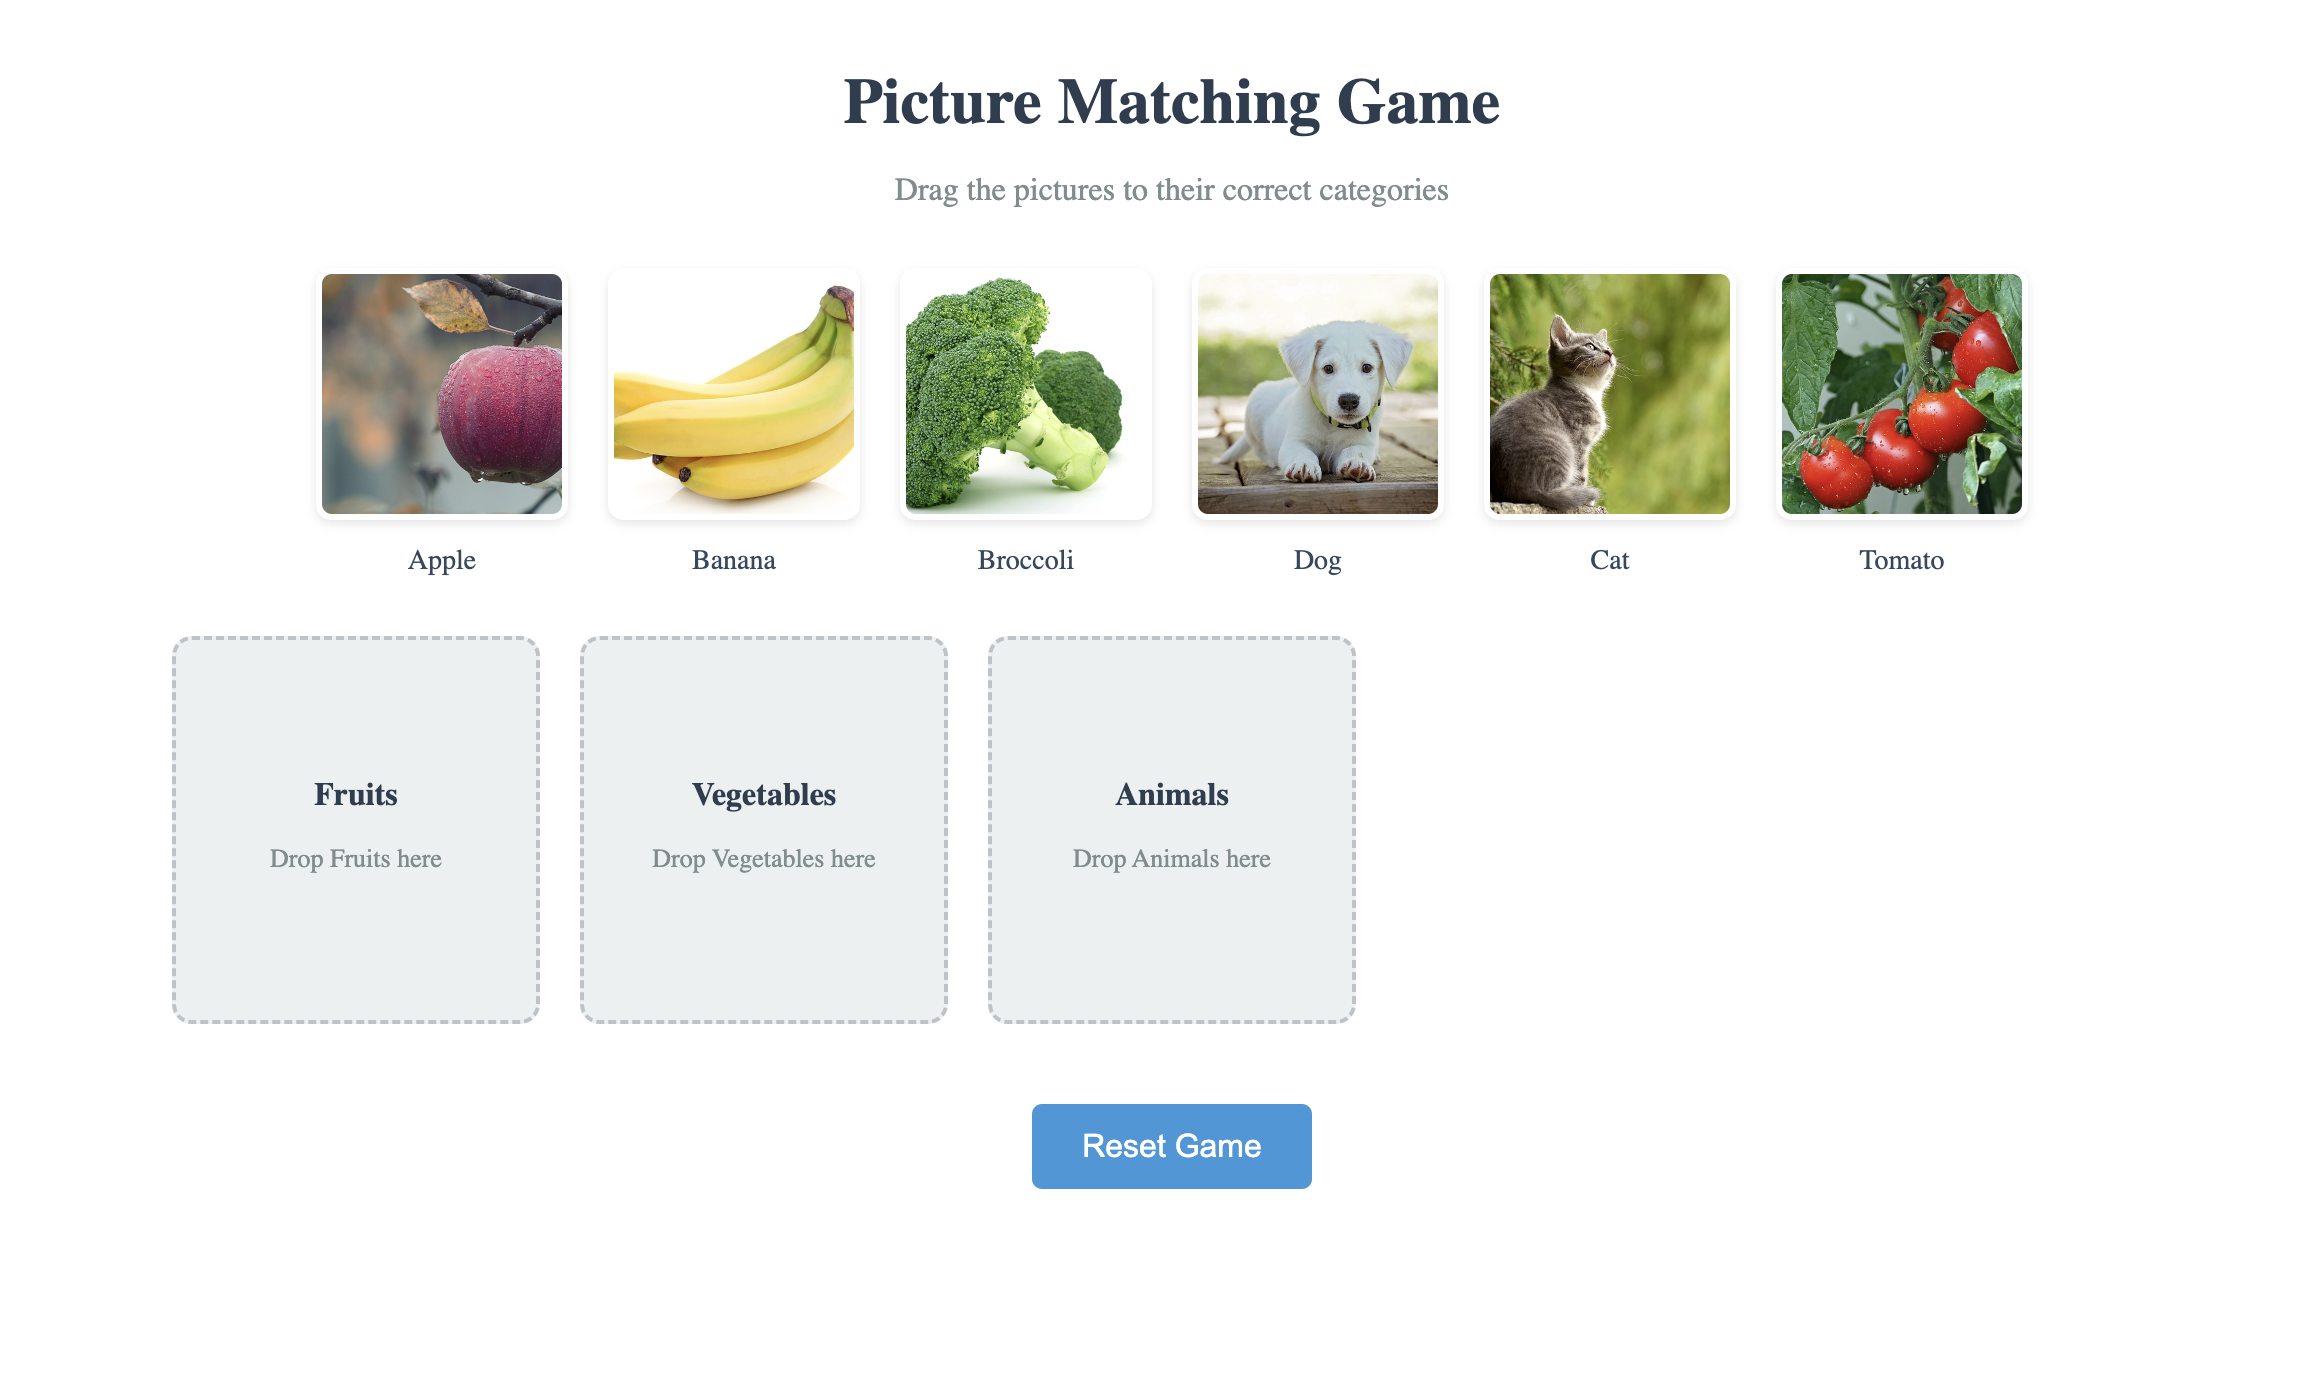 Picture Matching Game
Drag the pictures to their correct categories
Apple
Banana
Broccoli
Dog
Cat
Tomato
Fruits
Drop Fruits here
Vegetables
Drop Vegetables here
Animals
Drop Animals here
Reset Game